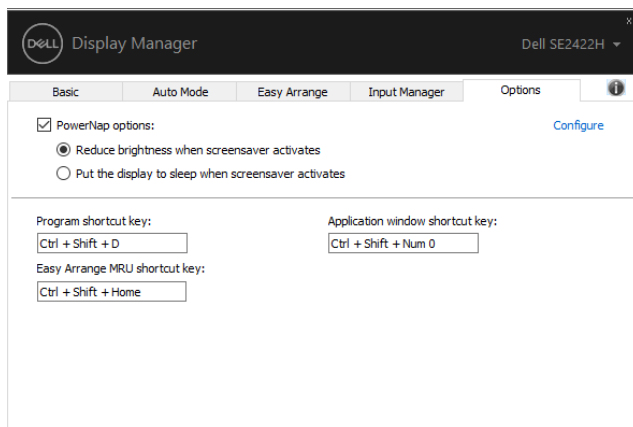 DELL Display Manager Dell SE2422H
x
Basic Auto Mode Easy Arrange Input Manager Options i
PowerNap options: Configure
Reduce brightness when screensaver activates
Put the display to sleep when screensaver activates
Program shortcut key: Application window shortcut key:
Ctrl + Shift + D Ctrl + Shift + Num 0
Easy Arrange MRU shortcut key:
Ctrl + Shift + Home